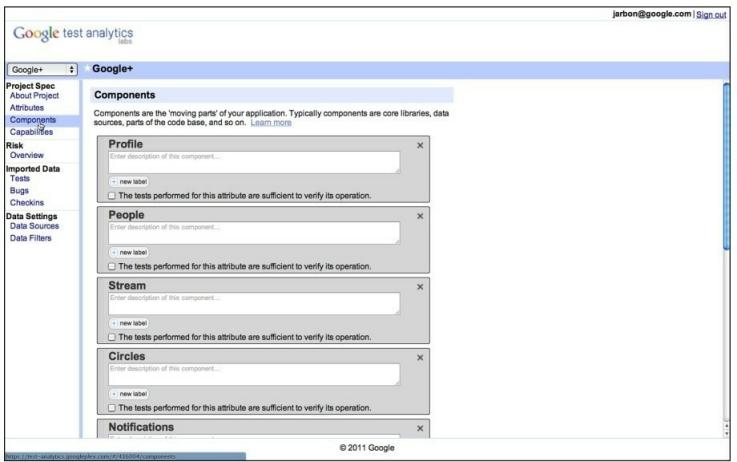 jarbon@google.com | Sign out
Google test analytics
labs
Google+
Google+
Project Spec
About Project
Attributes
Components
Capabilities
Risk
Overview
Imported Data
Tests
Bugs
Checkins
Data Settings
Data Sources
Data Filters
Components
Components are the 'moving parts' of your application. Typically components are core libraries, data
sources, parts of the code base, and so on. Learn more
Profile
Enter description of this component...
+ new label
The tests performed for this attribute are sufficient to verify its operation.
People
Enter description of this component...
+ new label
The tests performed for this attribute are sufficient to verify its operation.
Stream
Enter description of this component...
+ new label
The tests performed for this attribute are sufficient to verify its operation.
Circles
Enter description of this component...
+ new label
The tests performed for this attribute are sufficient to verify its operation.
Notifications
© 2011 Google
https://test-analytics.googleplex.com/#/416004/components